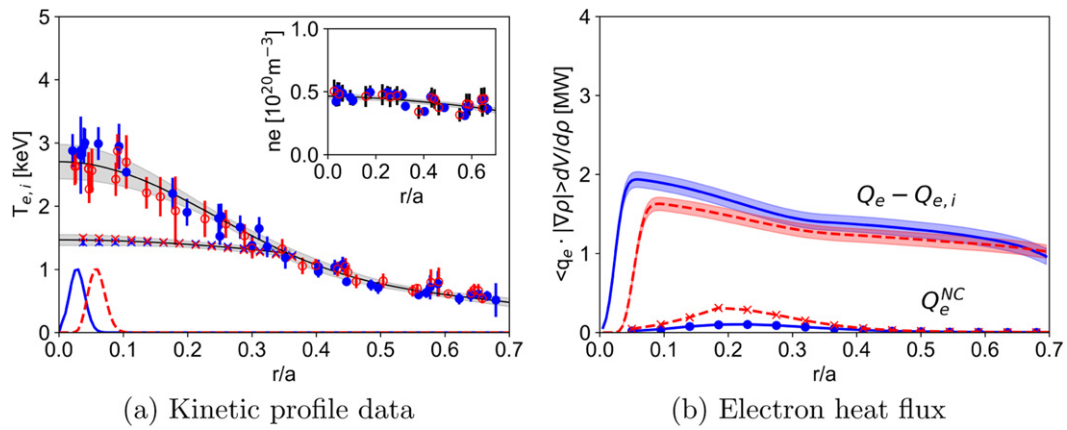 (a)
5
4
3
2
1
0
T_{e, i} [keV]
0.0 0.1 0.2 0.3 0.4 0.5 0.6 0.7
r/a
1.0
0.5
0.0
ne [10^{20}m^{−3}]
0.0 0.2 0.4 0.6
r/a
(a) Kinetic profile data
(b)
4
3
2
1
0
<q_e · |∇ρ|>dV/dρ [MW]
Q_e − Q_{e, i}
Q_e^{NC}
0.0 0.1 0.2 0.3 0.4 0.5 0.6 0.7
r/a
(b) Electron heat flux